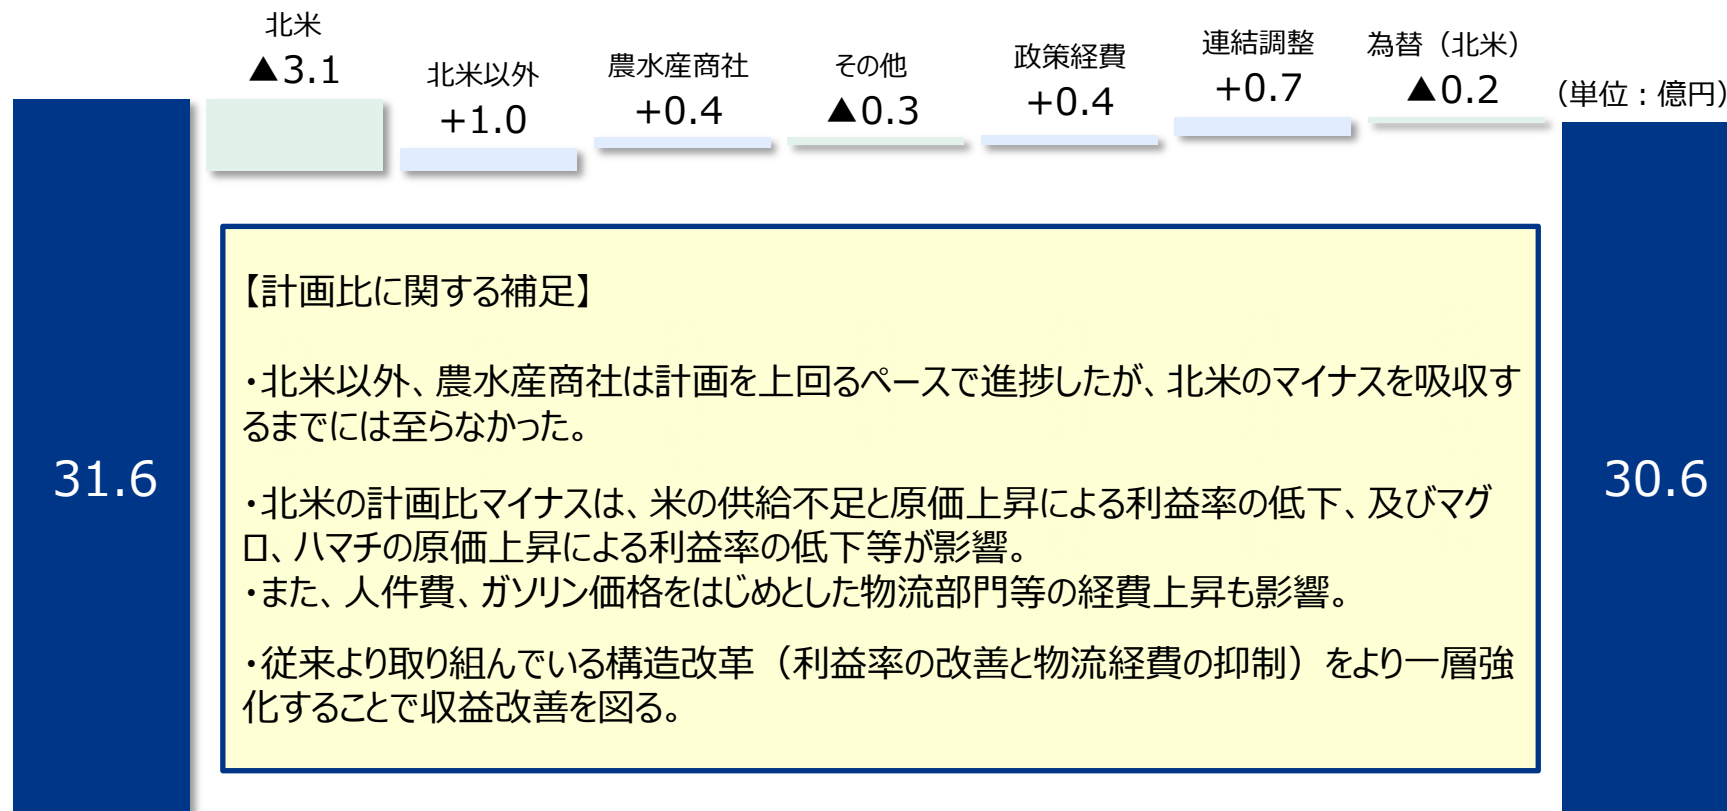 北米
▲3.1
北米以外
+1.0
農水産商社
+0.4
その他
▲0.3
政策経費
+0.4
連結調整
+0.7
為替（北米）
▲0.2
（単位：億円）
31.6
【計画比に関する補足】
・北米以外、農水産商社は計画を上回るペースで進捗したが、北米のマイナスを吸収す
るまでには至らなかった。
・北米の計画比マイナスは、米の供給不足と原価上昇による利益率の低下、及びマグ
ロ、ハマチの原価上昇による利益率の低下等が影響。
・また、人件費、ガソリン価格をはじめとした物流部門等の経費上昇も影響。
・従来より取り組んでいる構造改革（利益率の改善と物流経費の抑制）をより一層強
化することで収益改善を図る。
30.6